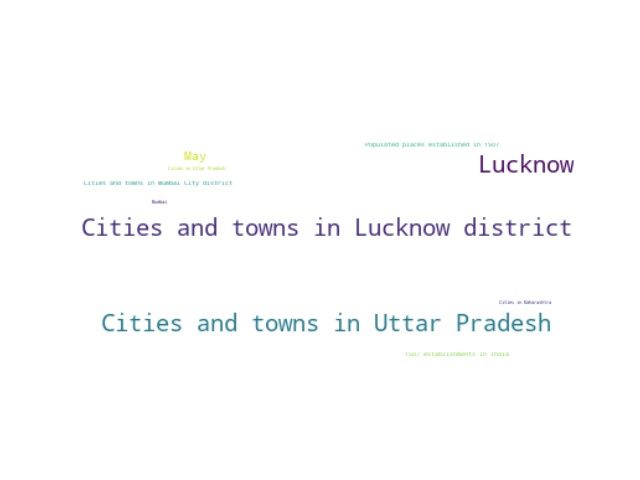 Populated places established in 1507
May
Lucknow
Cities in Uttar Pradesh
Cities and towns in Mumbai City district
Mumbai
Cities and towns in Lucknow district
Cities in Maharashtra
Cities and towns in Uttar Pradesh
1507 establishments in India